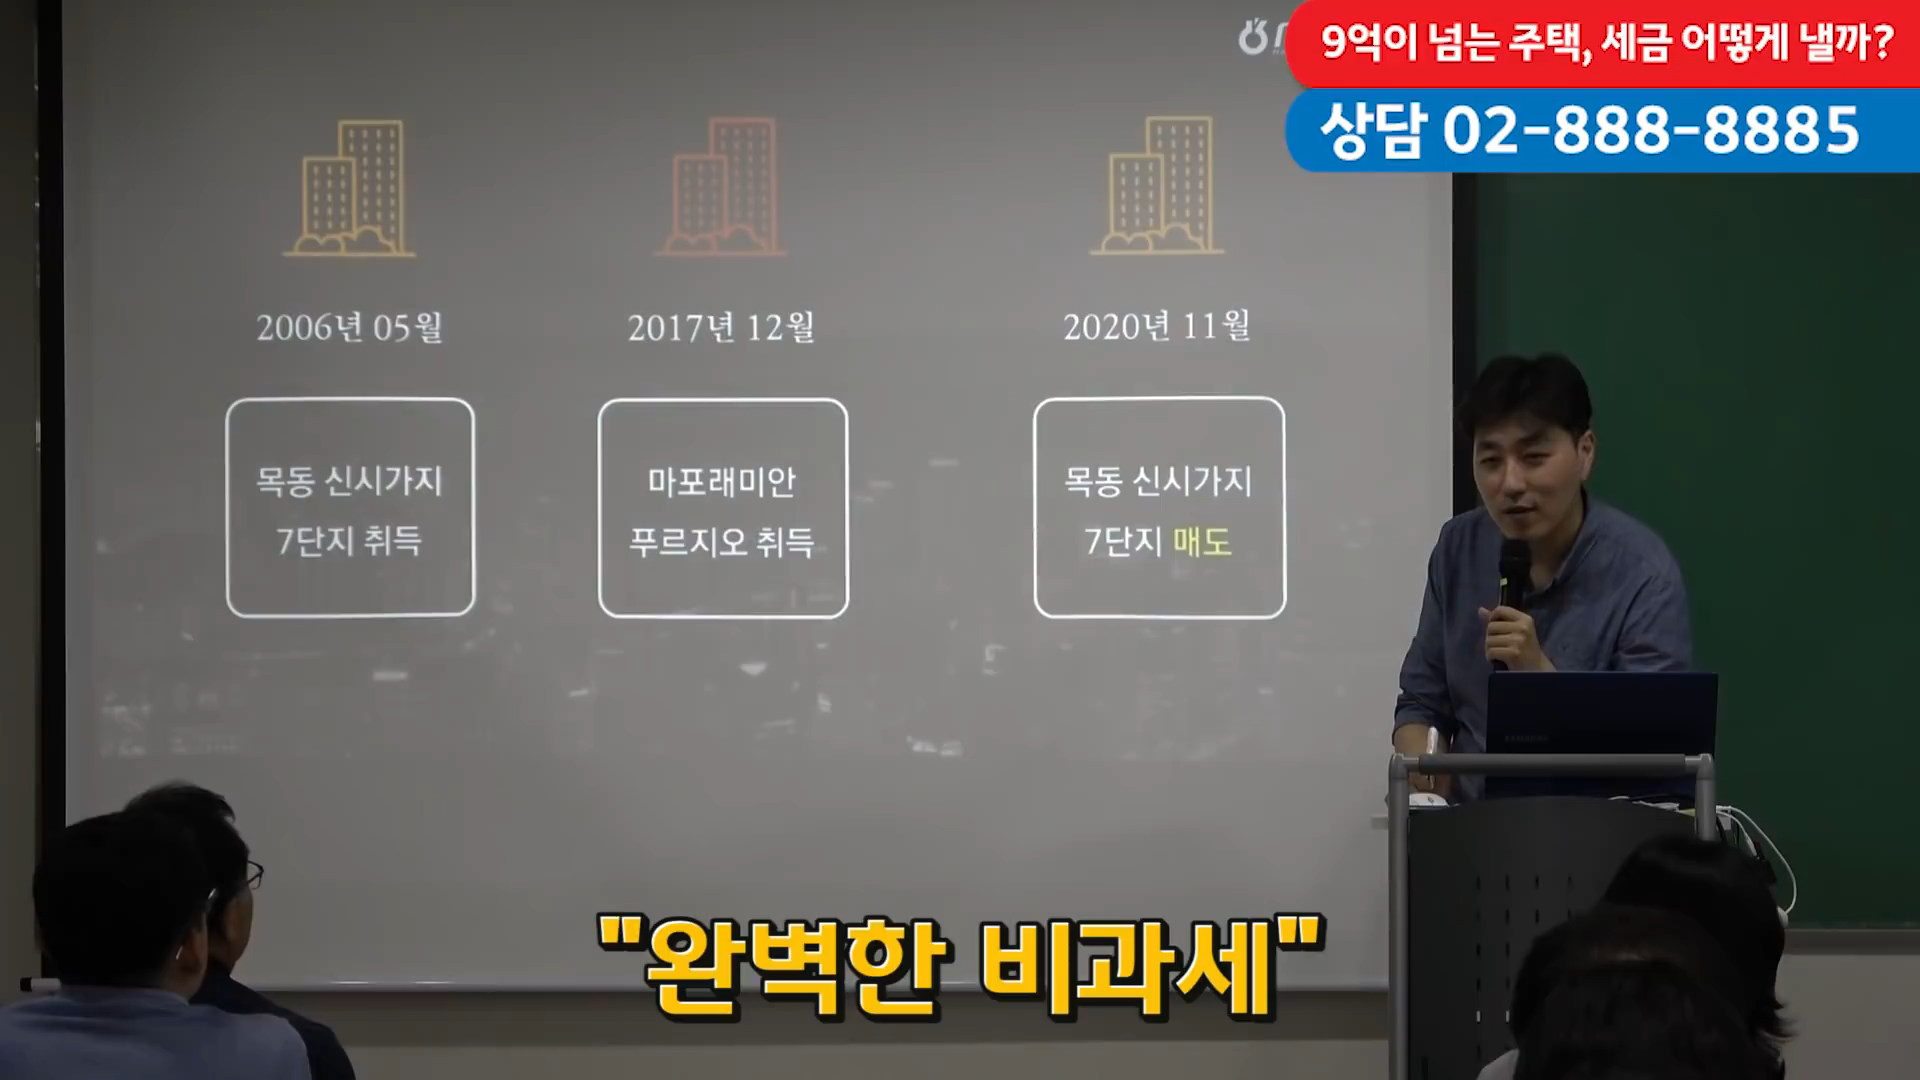 9억이 넘는 주택, 세금 어떻게 낼까?
상담 02-888-8885
2006년 05월
2017년 12월
2020년 11월
목동 신시가지
7단지 취득
마포래미안
푸르지오 취득
목동 신시가지
7단지 매도
"완벽한 비과세"